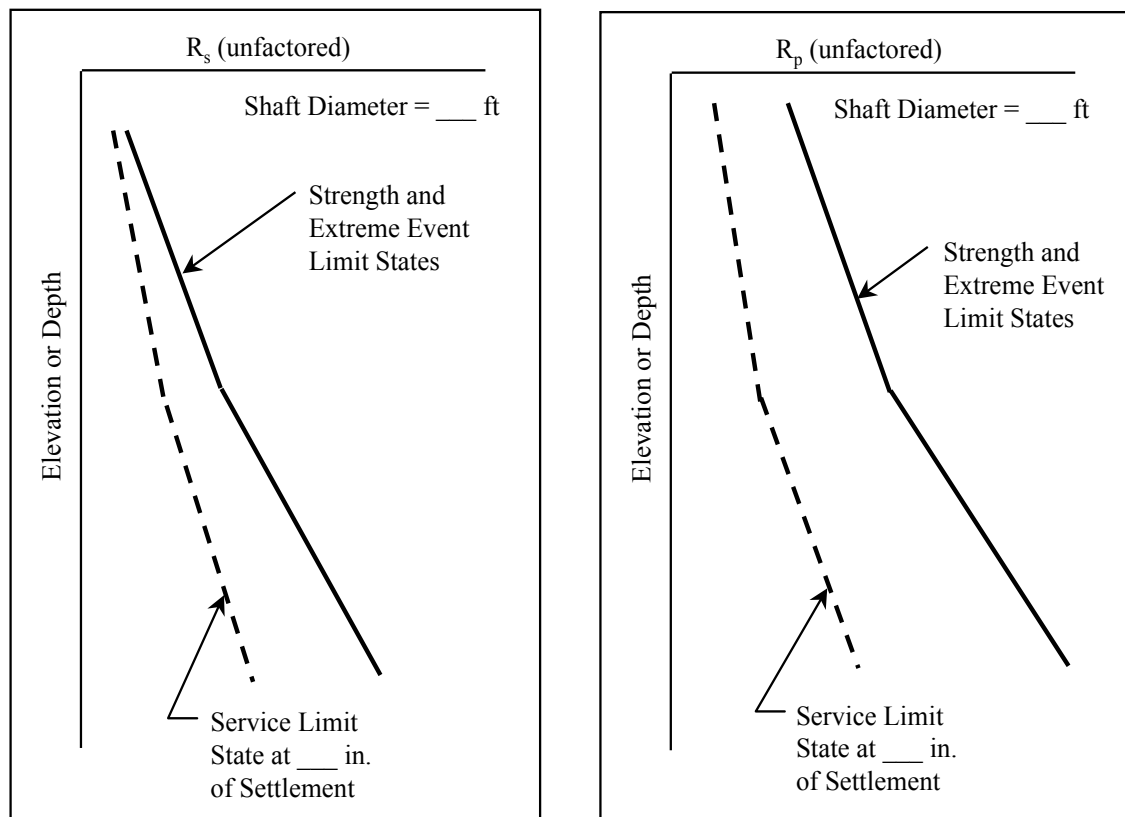 R_s (unfactored)
Shaft Diameter = ___ ft
Strength and
Extreme Event
Limit States
Elevation or Depth
Service Limit
State at ___ in.
of Settlement
R_p (unfactored)
Shaft Diameter = ___ ft
Strength and
Extreme Event
Limit States
Elevation or Depth
Service Limit
State at ___ in.
of Settlement